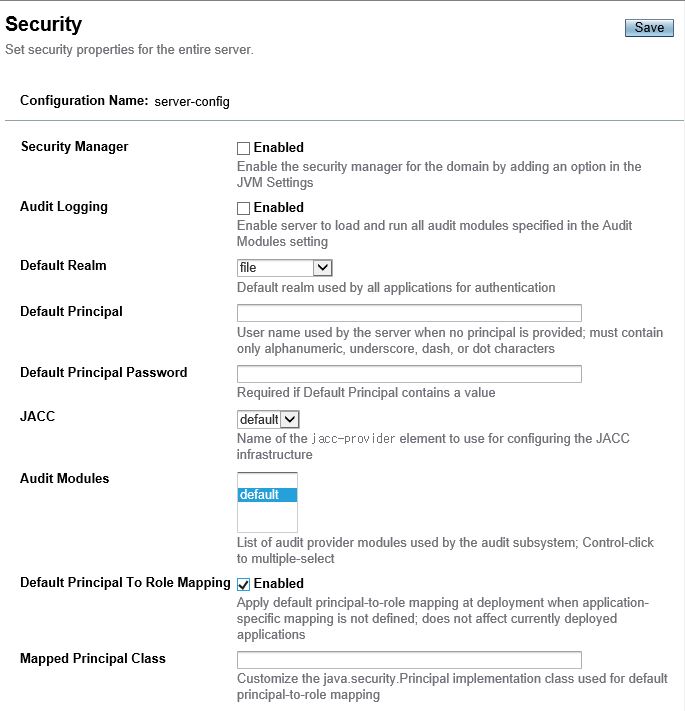 Security
Save
Set security properties for the entire server.
Configuration Name: server-config
Security Manager
Enabled
Enable the security manager for the domain by adding an option in the
JVM Settings
Audit Logging
Enabled
Enable server to load and run all audit modules specified in the Audit
Modules setting
Default Realm
file
Default realm used by all applications for authentication
Default Principal
User name used by the server when no principal is provided; must contain
only alphanumeric, underscore, dash, or dot characters
Default Principal Password
Required if Default Principal contains a value
JACC
default
Name of the jacc-provider element to use for configuring the JACC
infrastructure
Audit Modules
default
List of audit provider modules used by the audit subsystem; Control-click
to multiple-select
Default Principal To Role Mapping
Enabled
Apply default principal-to-role mapping at deployment when application-
specific mapping is not defined; does not affect currently deployed
applications
Mapped Principal Class
Customize the java.security.Principal implementation class used for default
principal-to-role mapping